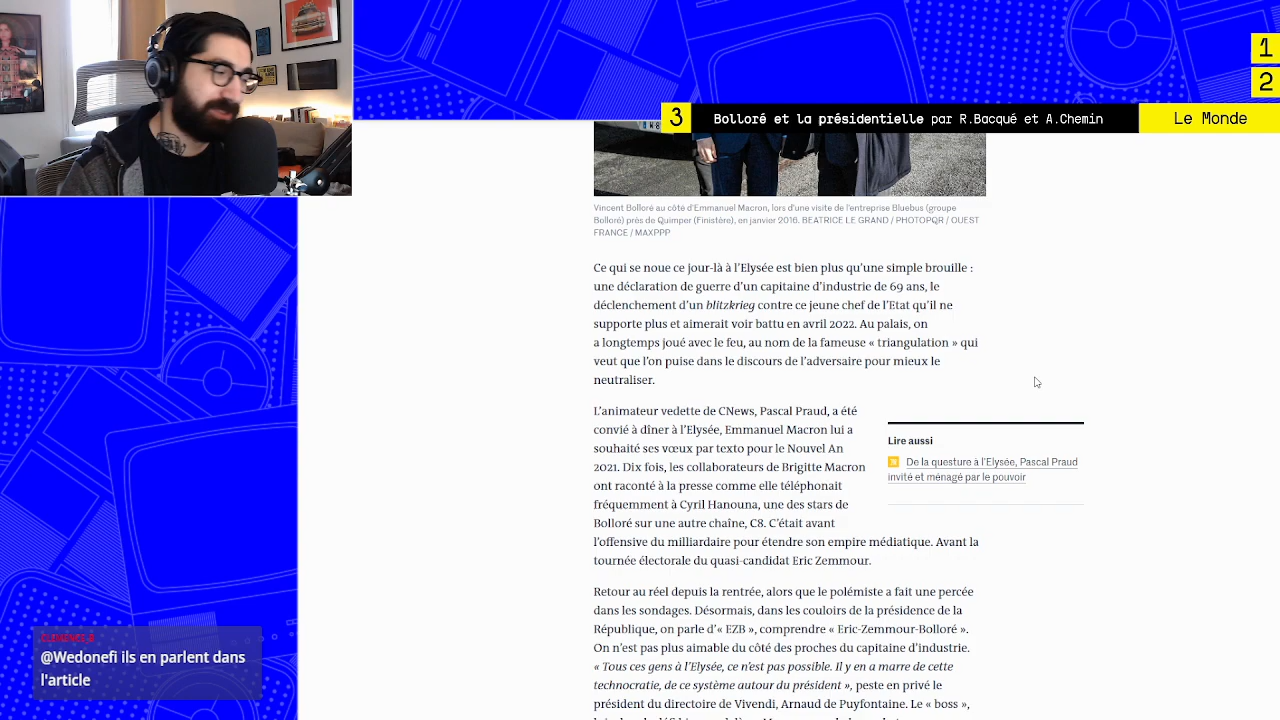 1
2
3
Bolloré et la présidentielle par R.Bacqué et A.Chemin
Le Monde
Vincent Bolloré au côté d'Emmanuel Macron, lors d'une visite de l'entreprise Bluebus (groupe
Bolloré) près de Quimper (Finistère), en janvier 2016. BEATRICE LE GRAND / PHOTOPQR / OUEST
FRANCE / MAXPPP
Ce qui se noue ce jour-là à l'Elysée est bien plus qu'une simple brouille :
une déclaration de guerre d'un capitaine d'industrie de 69 ans, le
déclenchement d'un blitzkrieg contre ce jeune chef de l'Etat qu'il ne
supporte plus et aimerait voir battu en avril 2022. Au palais, on
a longtemps joué avec le feu, au nom de la fameuse « triangulation » qui
veut que l'on puise dans le discours de l'adversaire pour mieux le
neutraliser.
L'animateur vedette de CNews, Pascal Praud, a été
convié à dîner à l'Elysée, Emmanuel Macron lui a
souhaité ses vœux par texto pour le Nouvel An
2021. Dix fois, les collaborateurs de Brigitte Macron
ont raconté à la presse comme elle téléphonait
fréquemment à Cyril Hanouna, une des stars de
Bolloré sur une autre chaîne, C8. C'était avant
l'offensive du milliardaire pour étendre son empire médiatique. Avant la
tournée électorale du quasi-candidat Eric Zemmour.
Lire aussi
De la questure à l'Elysée, Pascal Praud
invité et ménagé par le pouvoir
Retour au réel depuis la rentrée, alors que le polémiste a fait une percée
dans les sondages. Désormais, dans les couloirs de la présidence de la
République, on parle d'« EZB », comprendre « Eric-Zemmour-Bolloré ».
On n'est pas plus aimable du côté des proches du capitaine d'industrie.
« Tous ces gens à l'Elysée, ce n'est pas possible. Il y en a marre de cette
technocratie, de ce système autour du président », peste en privé le
président du directoire de Vivendi, Arnaud de Puyfontaine. Le « boss »,
@Wedonefi ils en parlent dans
l'article